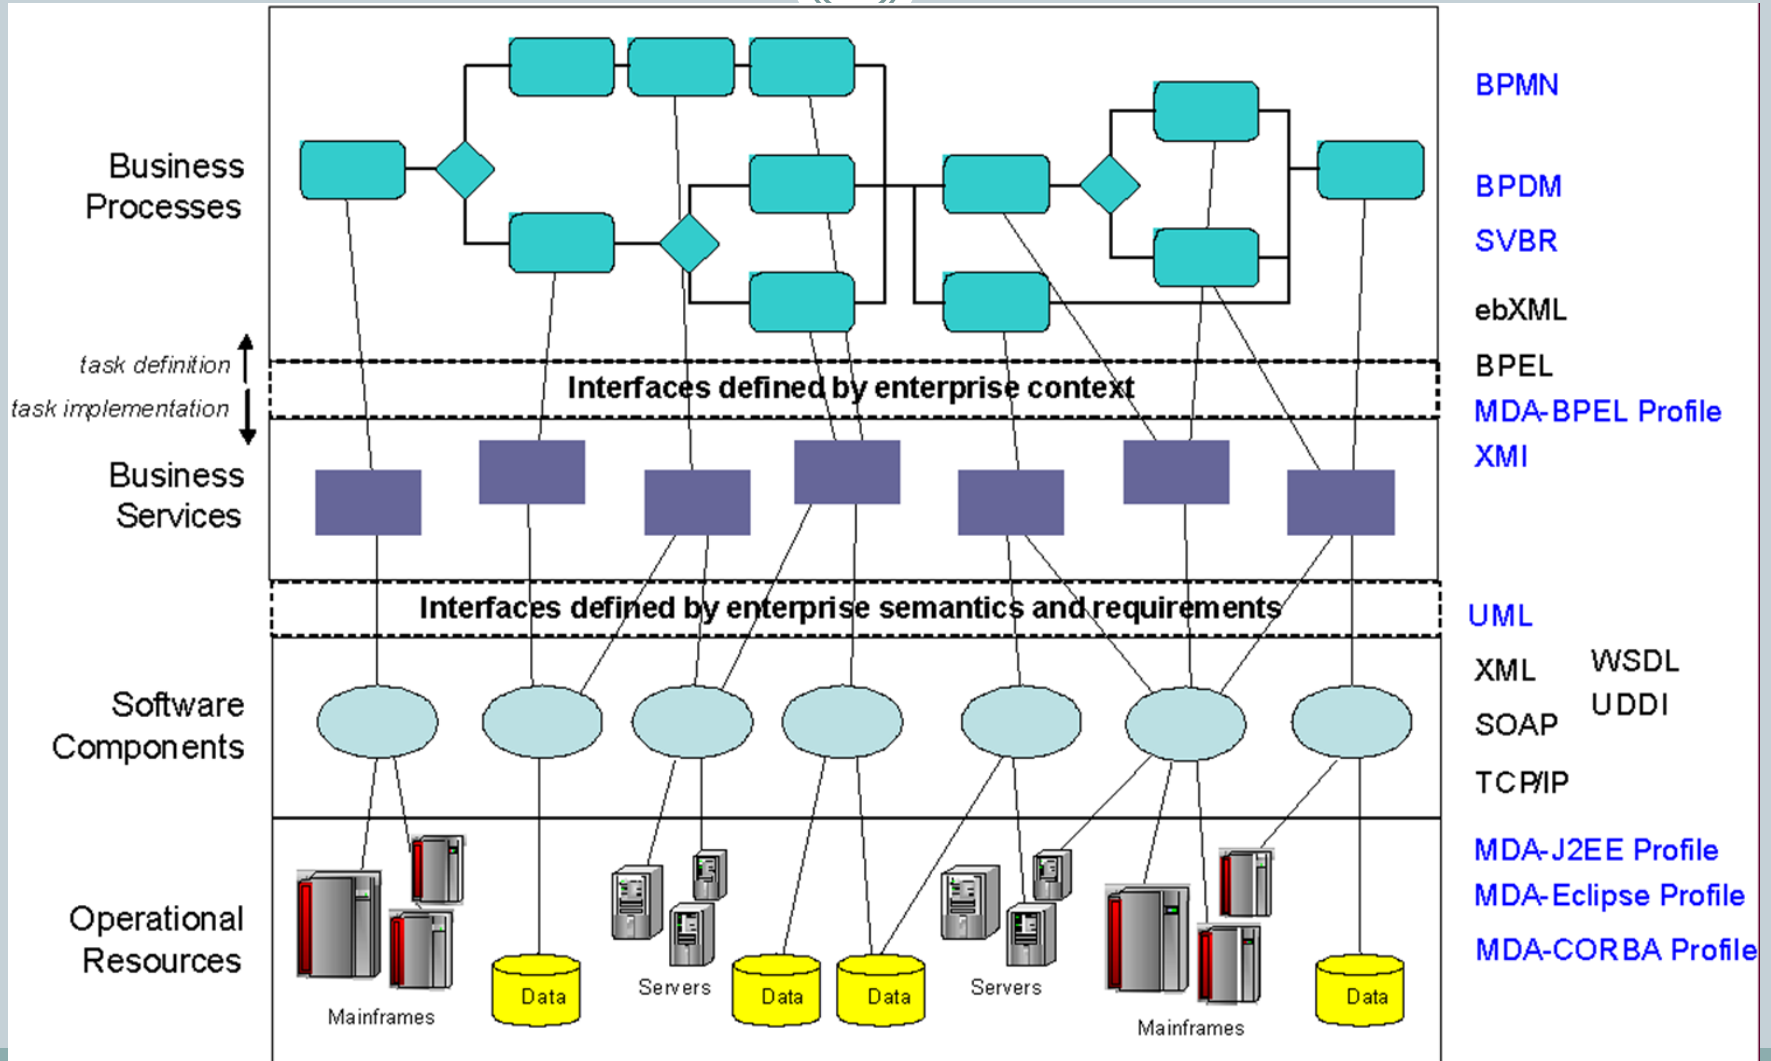 BPMN
Business
Processes
BPDM
SVBR
ebXML
task definition
BPEL
Interfaces defined by enterprise context
task implementation
MDA-BPEL Profile
XMI
Business
Services
Interfaces defined by enterprise semantics and requirements
UML
XML
WSDL
UDDI
Software
Components
SOAP
TCP/IP
MDA-J2EE Profile
MDA-Eclipse Profile
MDA-CORBA Profile
Operational
Resources
Mainframes
Data
Servers
Data
Data
Servers
Mainframes
Data